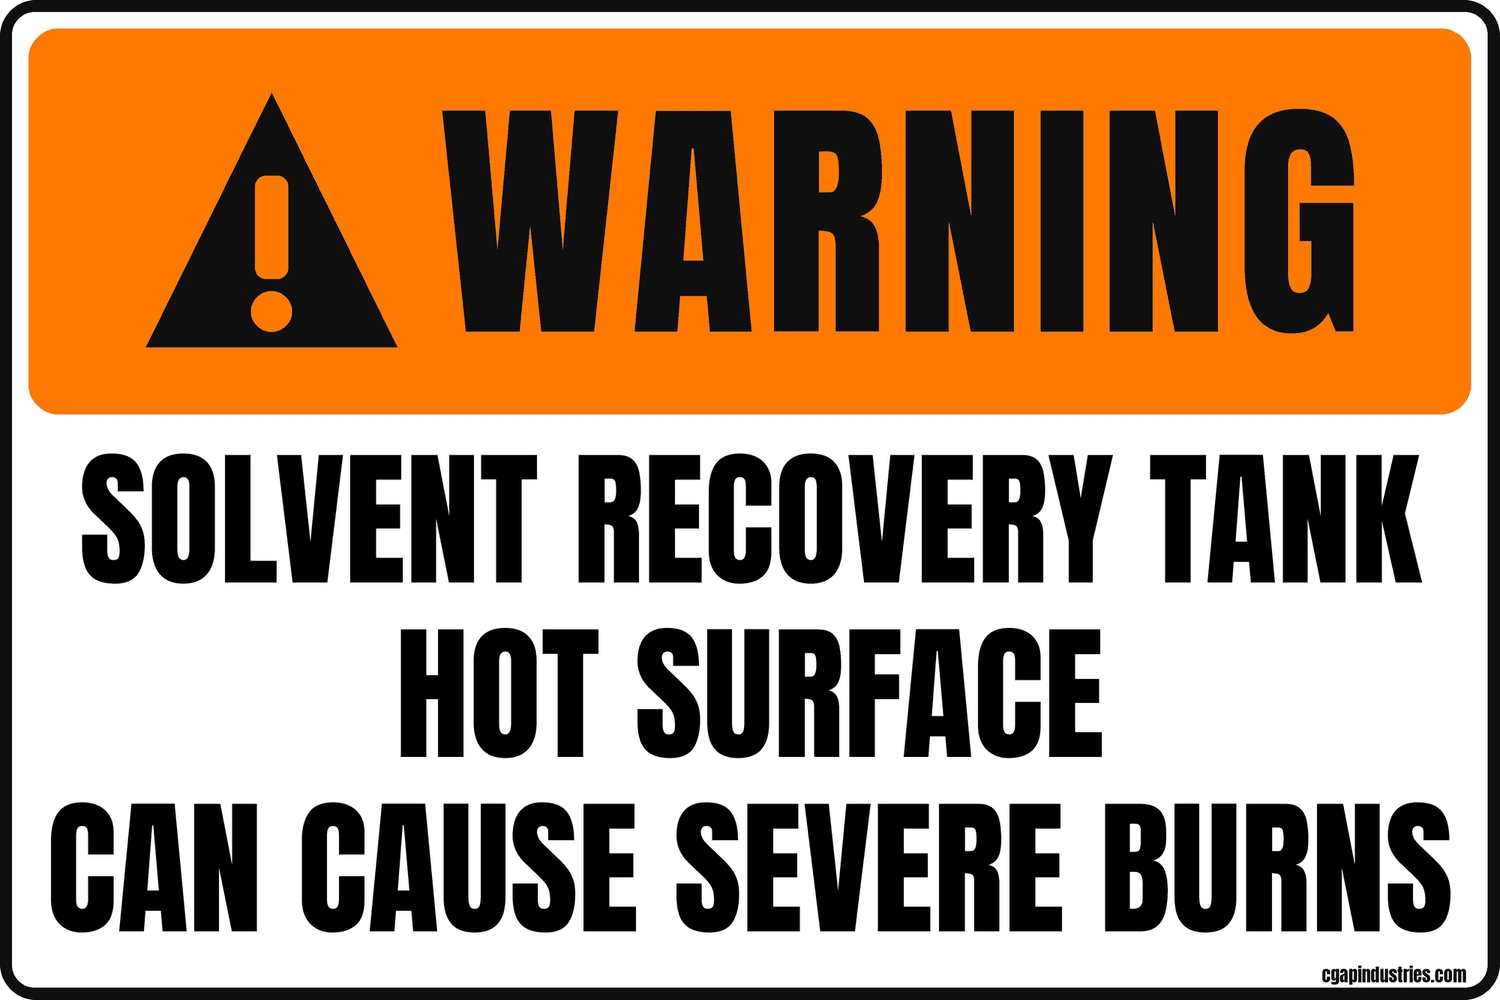 WARNING
SOLVENT RECOVERY TANK
HOT SURFACE
CAN CAUSE SEVERE BURNS
cgapindustries.com